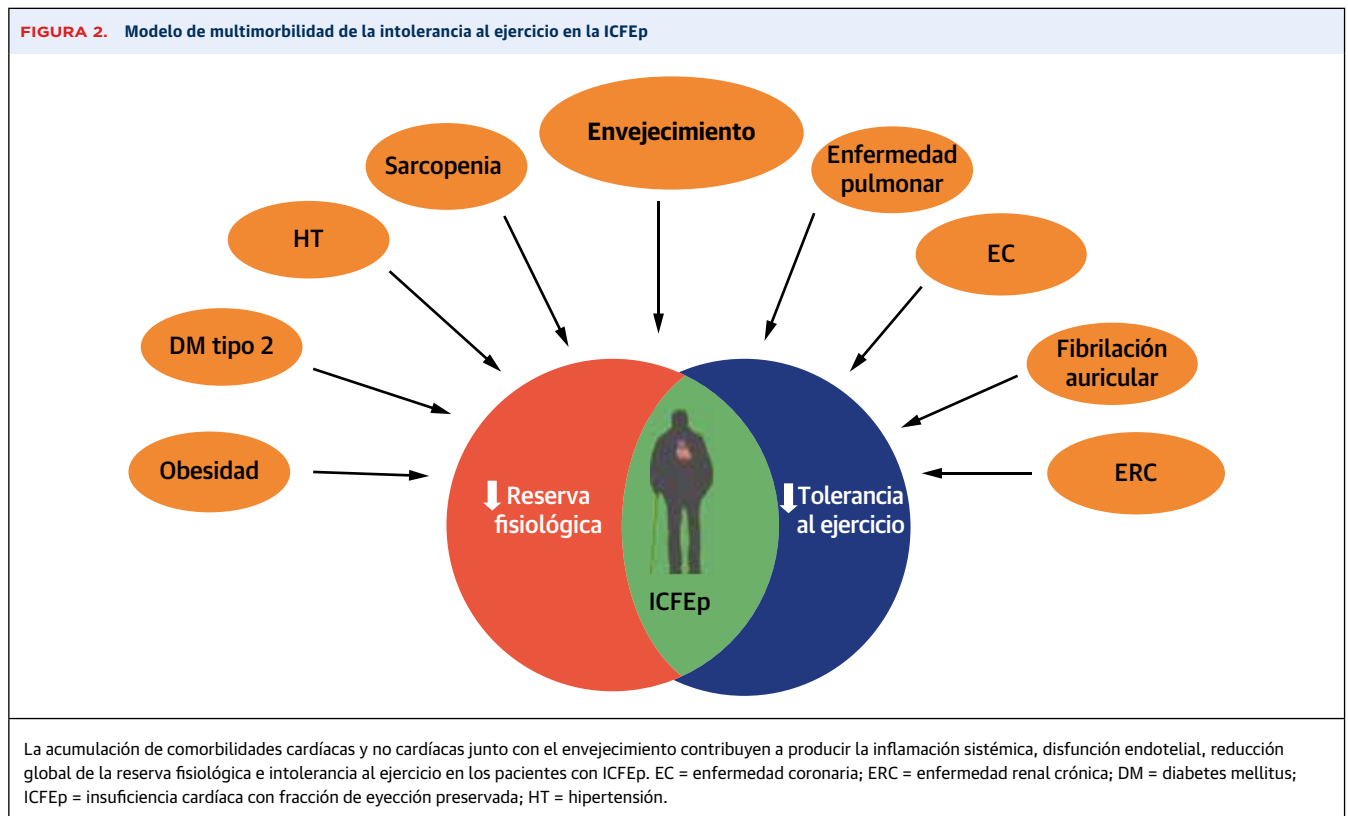 FIGURA 2. Modelo de multimorbilidad de la intolerancia al ejercicio en la ICFEp
Envejecimiento
Sarcopenia
Enfermedad
pulmonar
HT
EC
DM tipo 2
Fibrilación
auricular
Obesidad
ERC
Reserva
fisiológica
Tolerancia
al ejercicio
ICFEp
La acumulación de comorbilidades cardíacas y no cardíacas junto con el envejecimiento contribuyen a producir la inflamación sistémica, disfunción endotelial, reducción
global de la reserva fisiológica e intolerancia al ejercicio en los pacientes con ICFEp. EC = enfermedad coronaria; ERC = enfermedad renal crónica; DM = diabetes mellitus;
ICFEp = insuficiencia cardíaca con fracción de eyección preservada; HT = hipertensión.